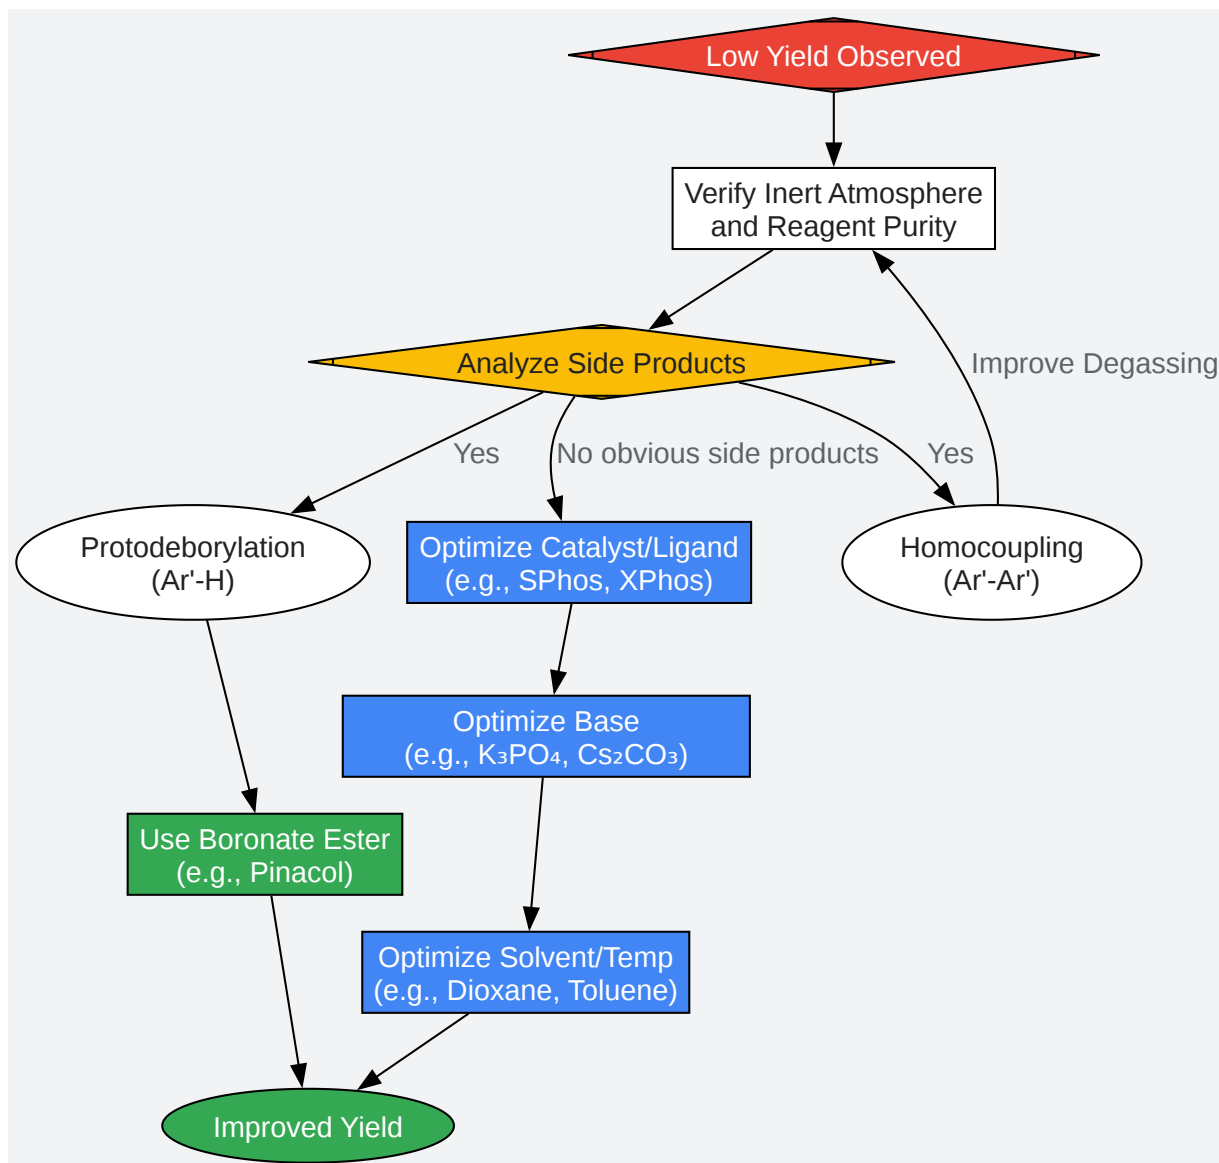 Low Yield Observed
Verify Inert Atmosphere
and Reagent Purity
Analyze Side Products
Improve Degassing
Yes
No obvious side products
Yes
Protodeborylation
(Ar'-H)
Optimize Catalyst/Ligand
(e.g., SPhos, XPhos)
Homocoupling
(Ar'-Ar')
Optimize Base
(e.g., K₃PO₄, Cs₂CO₃)
Use Boronate Ester
(e.g., Pinacol)
Optimize Solvent/Temp
(e.g., Dioxane, Toluene)
Improved Yield